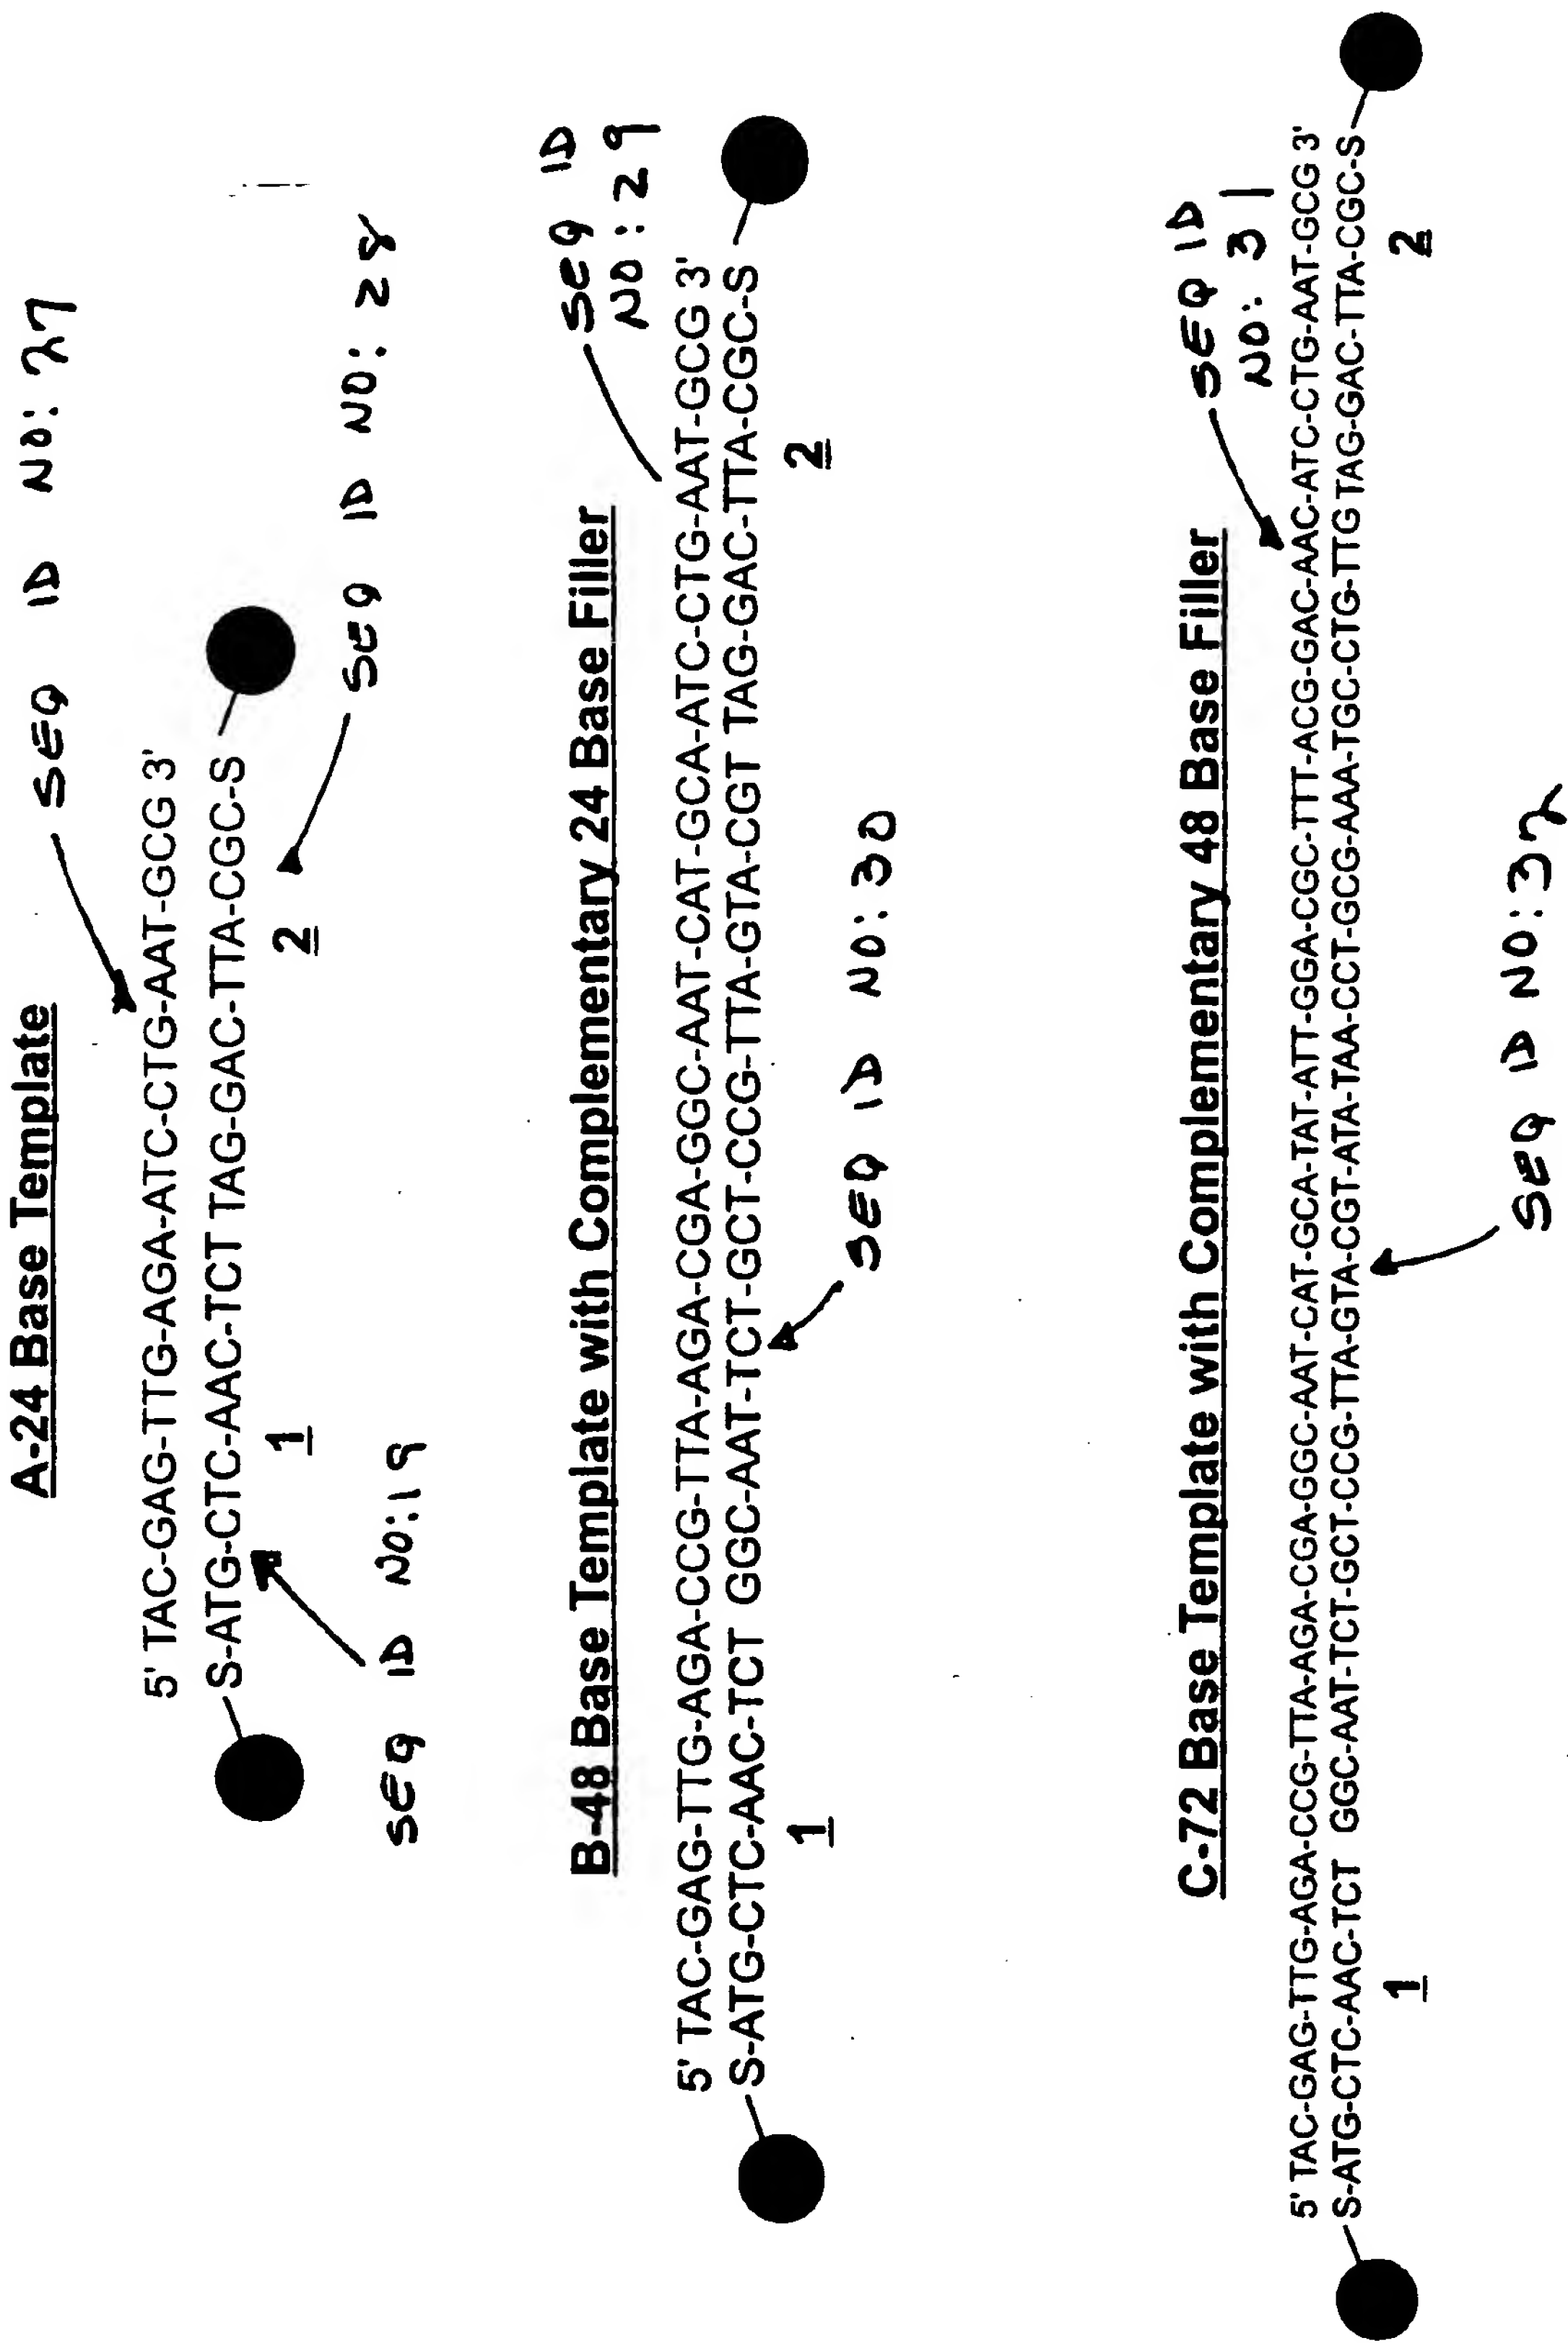 A-24 Base Template
SEQ ID NO: 27
5' TAC-GAG-TTG-AGA-ATC-CTG-AAT-GCG 3'
S-ATG-CTC-AAC-TCT TAG-GAC-TTA-CGC-S
1
2
SEQ ID NO:19
SEQ ID NO: 28
B-48 Base Template with Complementary 24 Base Filler
SEQ ID
NO: 29
5' TAC-GAG-TTG-AGA-CCG-TTA-AGA-CGA-GGC-AAT-CAT-GCA-ATC-CTG-AAT-GCG 3'
S-ATG-CTC-AAC-TCT GGC-AAT-TCT-GCT-CCG-TTA-GTA-CGT TAG-GAC-TTA-CGC-S
1
2
SEQ ID NO:30
C-72 Base Template with Complementary 48 Base Filler
SEQ ID
NO: 31
5' TAC-GAG-TTG-AGA-CCG-TTA-AGA-CGA-GGC-AAT-CAT-GCA-TAT-ATT-GGA-CGC-TTT-ACG-GAC-AAC-ATC-CTG-AAT-GCG 3'
S-ATG-CTC-AAC-TCT GGC-AAT-TCT-GCT-CCG-TTA-GTA-CGT-ATA-TAA-CCT-GCG-AAA-TGC-CTG-TTG TAG-GAC-TTA-CGC-S
1
2
SEQ ID NO:32